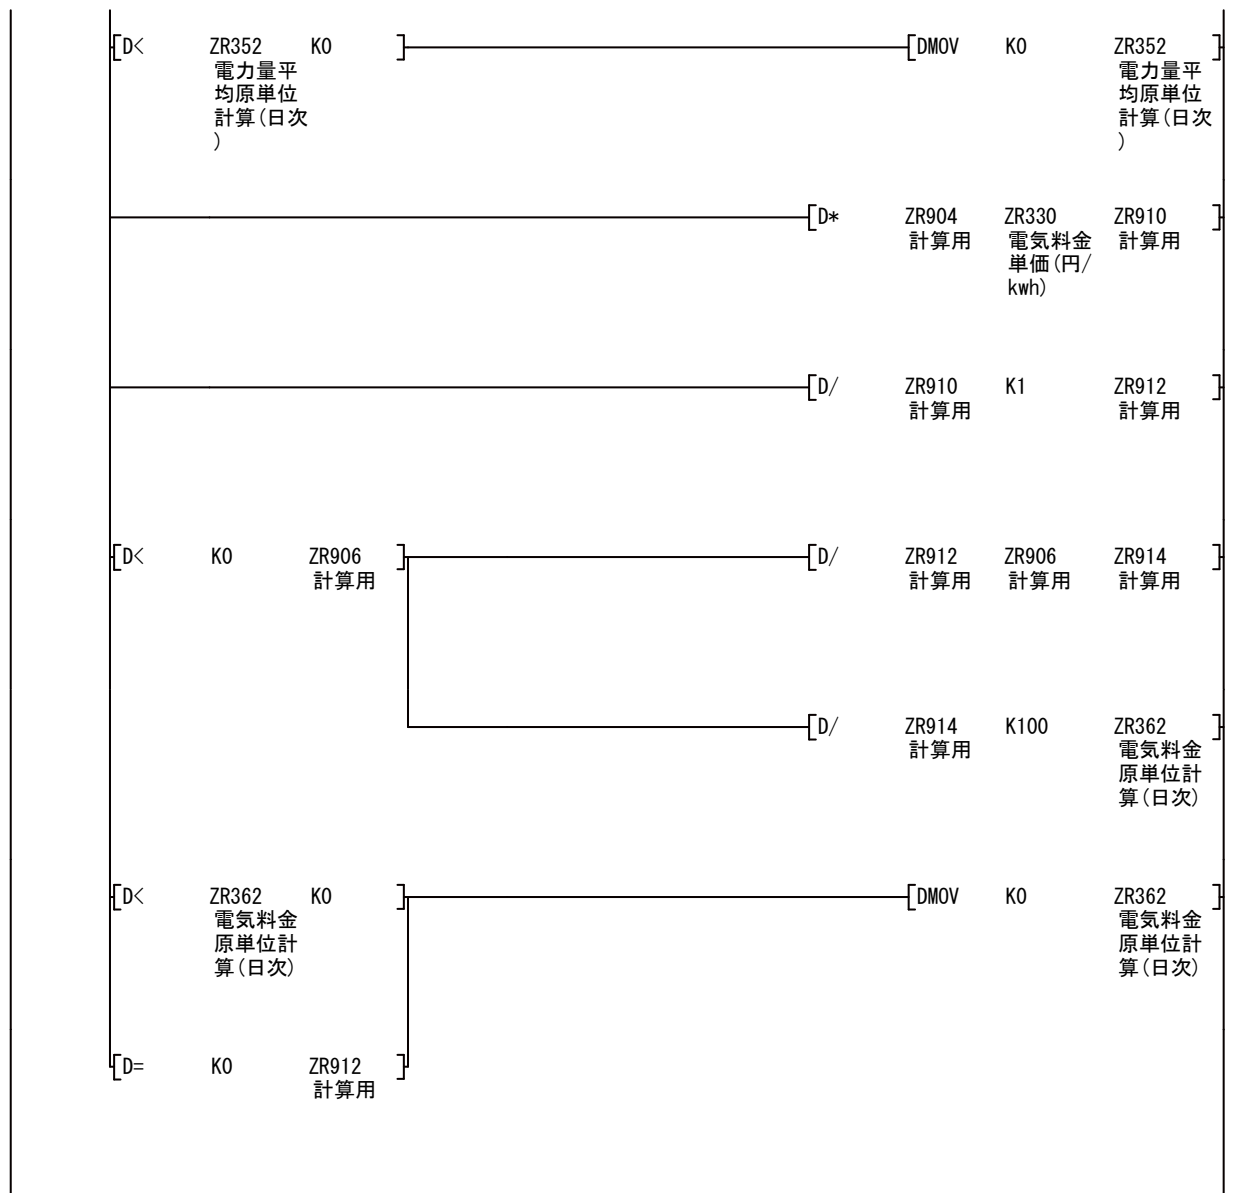 [D< ZR352 K0 ] [DMOV K0 ZR352 ]
電力量平 電力量平
均原単位 均原単位
計算(日次 計算(日次
) )
[D* ZR904 ZR330 ZR910 ]
計算用 電気料金 計算用
単価(円/
kwh)
[D/ ZR910 K1 ZR912 ]
計算用 計算用
[D< K0 ZR906 ] [D/ ZR912 ZR906 ZR914 ]
計算用 計算用 計算用 計算用
[D/ ZR914 K100 ZR362 ]
計算用 電気料金
原単位計
算(日次)
[D< ZR362 K0 ] [DMOV K0 ZR362 ]
電気料金 電気料金
原単位計 原単位計
算(日次) 算(日次)
[D= K0 ZR912 ]
計算用